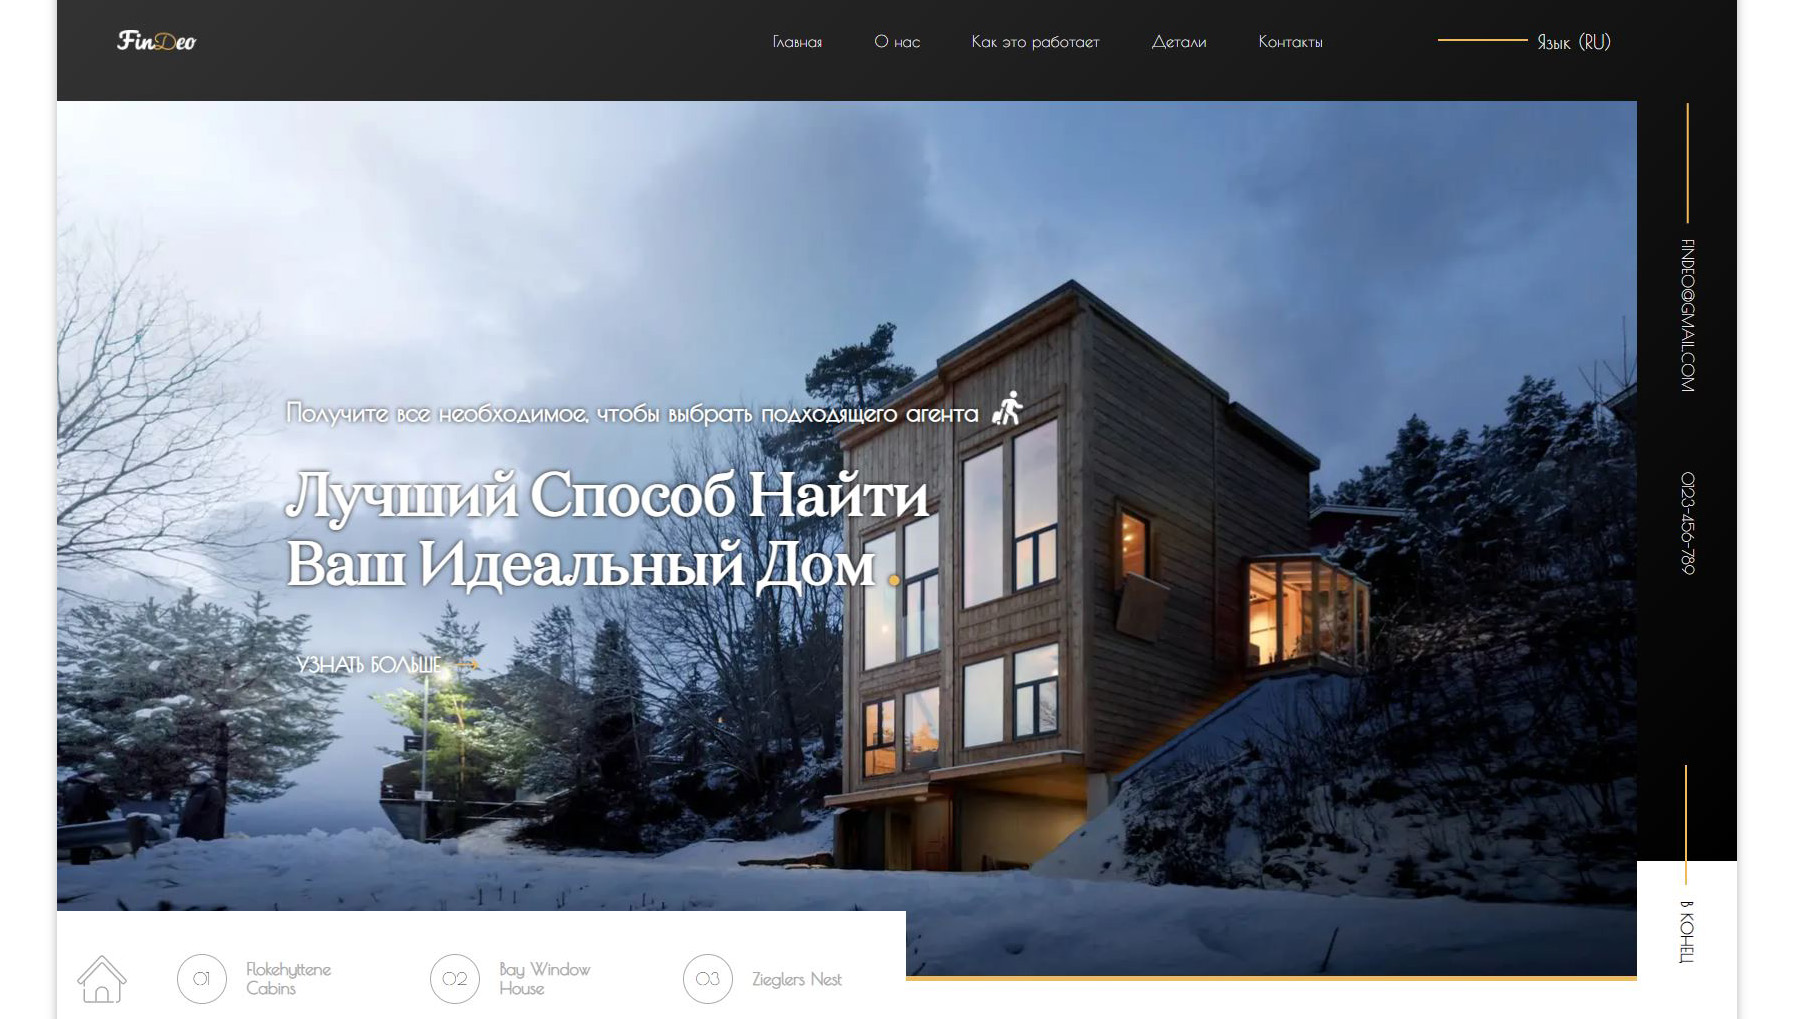 FinDeo
Главная
О нас
Как это работает
Детали
Контакты
Язык (RU)
FINDEO@GMAIL.COM
0123-456-789
Получите все необходимое, чтобы выбрать подходящего агента
Лучший Способ Найти
Ваш Идеальный Дом .
УЗНАТЬ БОЛЬШЕ
В КОНЕЦ
01
Flokehyttene
Cabins
02
Bay Window
House
03
Zieglers Nest